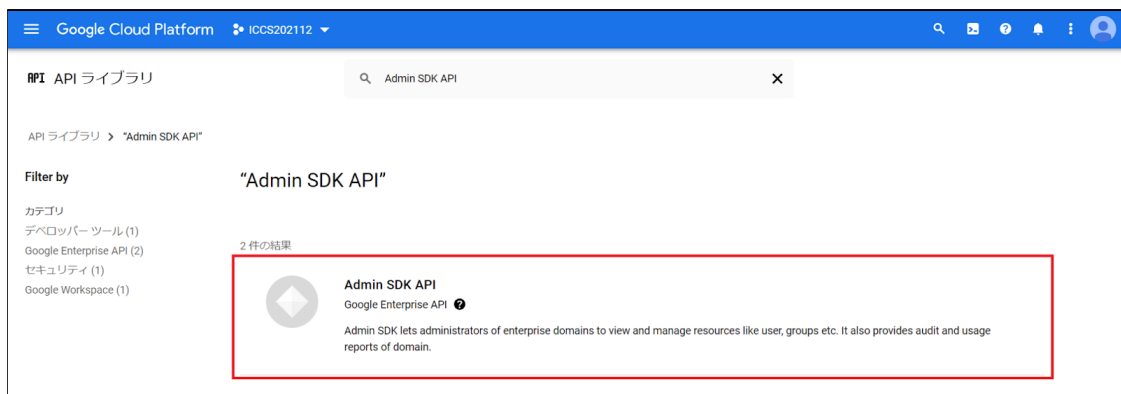 Google Cloud Platform ICCS202112
API API ライブラリ
Admin SDK API
API ライブラリ > "Admin SDK API"
Filter by
カテゴリ
デベロッパー ツール (1)
Google Enterprise API (2)
セキュリティ (1)
Google Workspace (1)
“Admin SDK API”
2 件の結果
Admin SDK API
Google Enterprise API
Admin SDK lets administrators of enterprise domains to view and manage resources like user, groups etc. It also provides audit and usage
reports of domain.